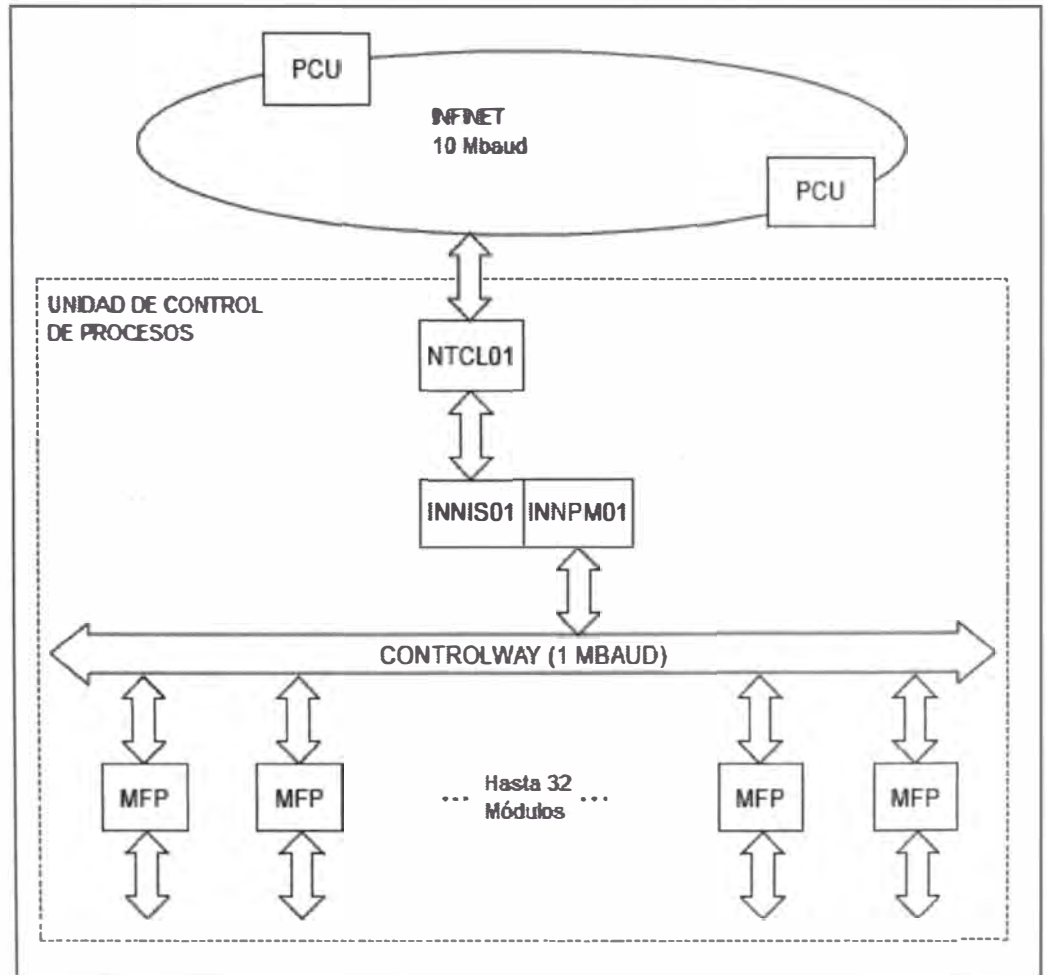 PCU
INFINET
10 Mbaud
PCU
UNIDAD DE CONTROL
DE PROCESOS
NTCL01
INNIS01 INNPM01
CONTROLWAY (1 MBAUD)
MFP
MFP
... Hasta 32 ...
Módulos
MFP
MFP